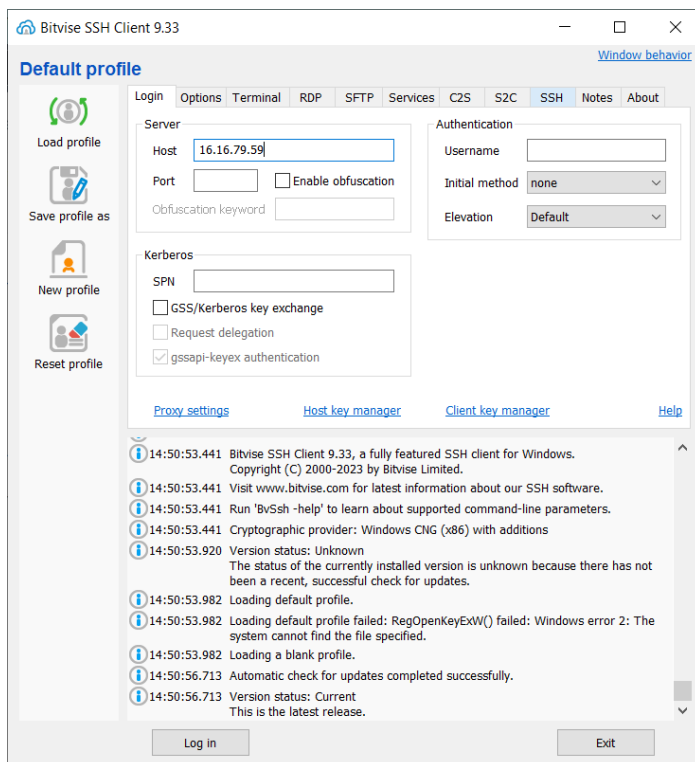 Bitvise SSH Client 9.33
Window behavior
Default profile
Load profile
Save profile as
New profile
Reset profile
Login Options Terminal RDP SFTP Services C2S S2C SSH Notes About
Server
Host 16.16.79.59
Port Enable obfuscation
Obfuscation keyword
Authentication
Username
Initial method none
Elevation Default
Kerberos
SPN
GSS/Kerberos key exchange
Request delegation
gssapi-keyex authentication
Proxy settings Host key manager Client key manager Help
14:50:53.441 Bitvise SSH Client 9.33, a fully featured SSH client for Windows.
Copyright (C) 2000-2023 by Bitvise Limited.
14:50:53.441 Visit www.bitvise.com for latest information about our SSH software.
14:50:53.441 Run 'BvSsh -help' to learn about supported command-line parameters.
14:50:53.441 Cryptographic provider: Windows CNG (x86) with additions
14:50:53.920 Version status: Unknown
The status of the currently installed version is unknown because there has not
been a recent, successful check for updates.
14:50:53.982 Loading default profile.
14:50:53.982 Loading default profile failed: RegOpenKeyExW() failed: Windows error 2: The
system cannot find the file specified.
14:50:53.982 Loading a blank profile.
14:50:56.713 Automatic check for updates completed successfully.
14:50:56.713 Version status: Current
This is the latest release.
Log in Exit